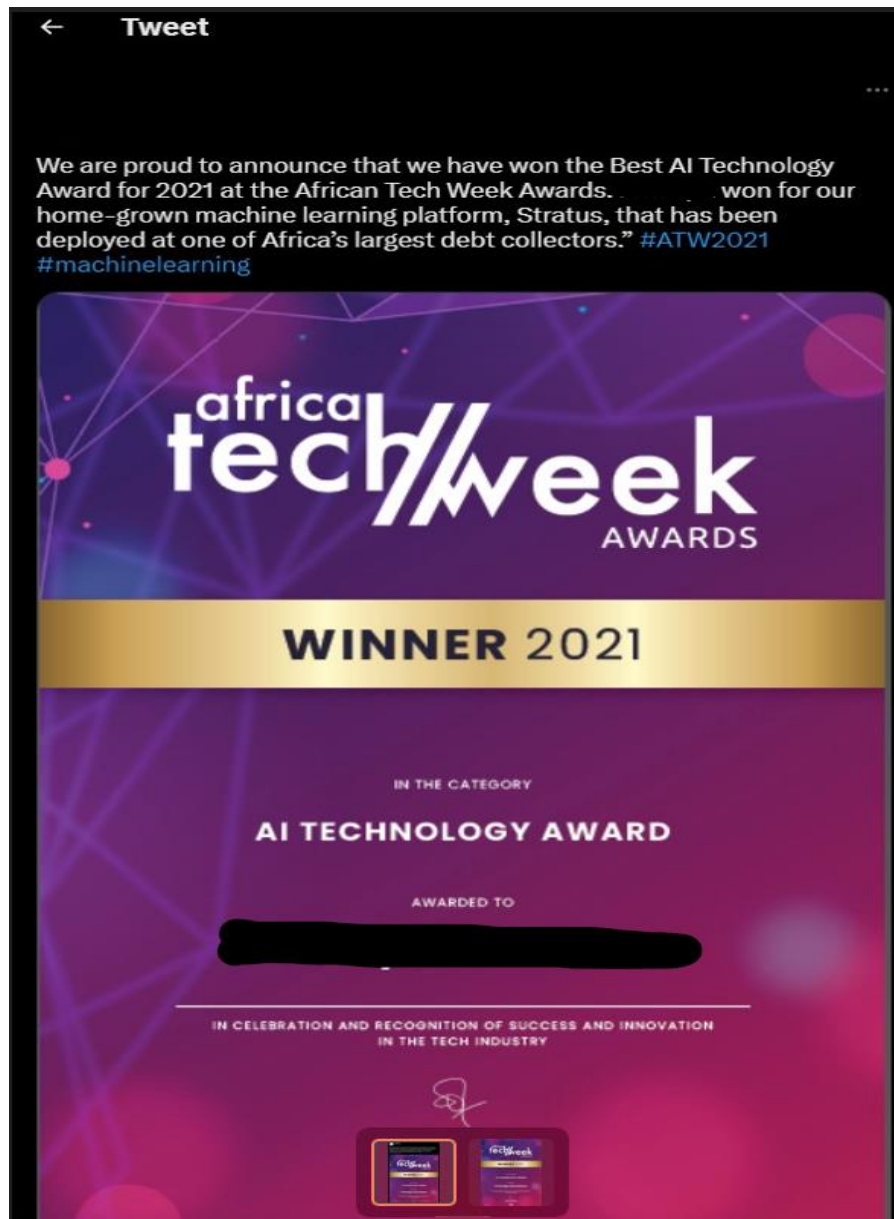 Tweet
We are proud to announce that we have won the Best AI Technology
Award for 2021 at the African Tech Week Awards. won for our
home-grown machine learning platform, Stratus, that has been
deployed at one of Africa’s largest debt collectors.” #ATW2021
#machinelearning
africa
tech//week
AWARDS
WINNER 2021
IN THE CATEGORY
AI TECHNOLOGY AWARD
AWARDED TO
IN CELEBRATION AND RECOGNITION OF SUCCESS AND INNOVATION
IN THE TECH INDUSTRY